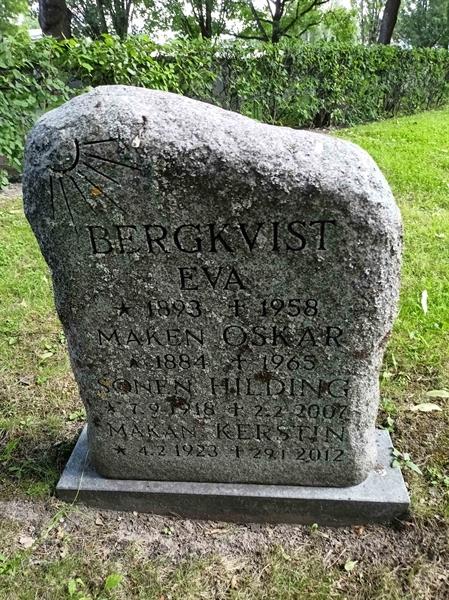 BERGKVIST
EVA
★ 1893 ✝ 1958
MAKEN OSKAR
★ 1884 ✝ 1965
SONEN HILDING
★ 7.9.1918 ✝ 2.2.2007
MAKAN KERSTIN
★ 4.2.1923 ✝ 29.1.2012